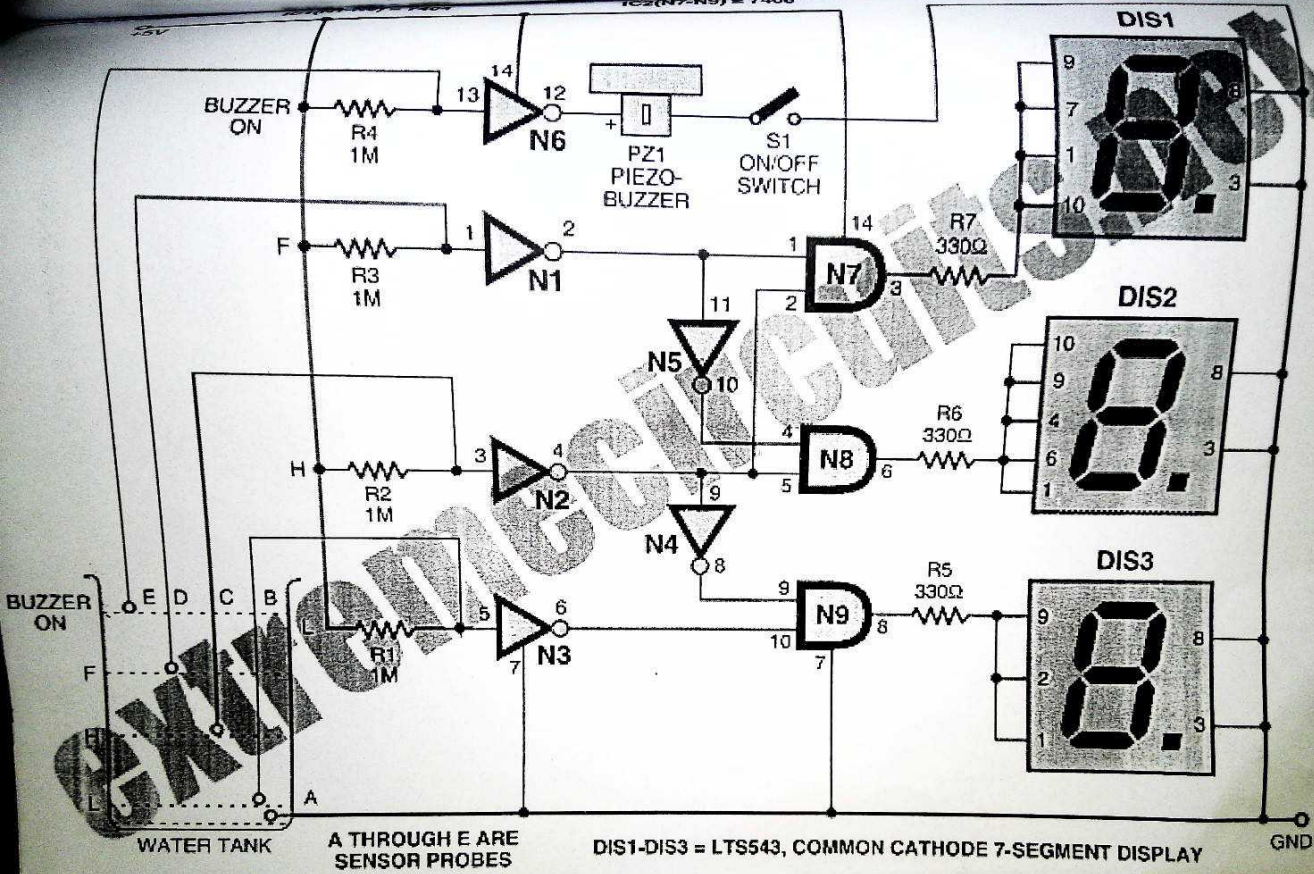 +5V
DIS1
BUZZER
ON
R4
1M
13
14
12
N6
+
PZ1
PIEZO-
BUZZER
S1
ON/OFF
SWITCH
9
7
1
10
8
3
F
R3
1M
1
2
N1
1
2
14
N7
3
R7
330Ω
11
N5
10
DIS2
10
9
4
6
1
8
3
H
R2
1M
3
4
N2
4
5
N8
6
R6
330Ω
9
N4
8
DIS3
9
2
1
8
3
L
R1
1M
5
6
N3
7
9
10
N9
8
7
R5
330Ω
BUZZER
ON
E
D
C
B
F
H
L
A
WATER TANK
A THROUGH E ARE
SENSOR PROBES
DIS1-DIS3 = LTS543, COMMON CATHODE 7-SEGMENT DISPLAY
GND
extremecircuits.net